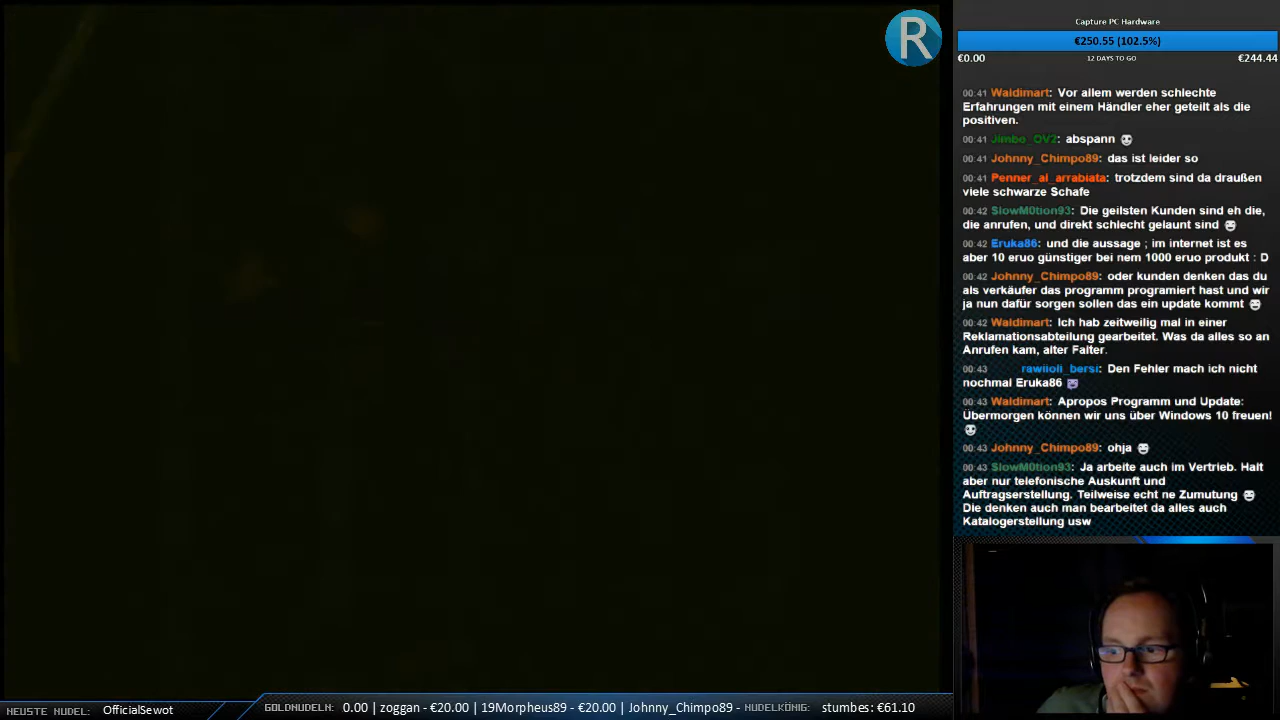 R
Capture PC Hardware
€250.55 (102.5%)
€0.00
12 DAYS TO GO
€244.44
00:41 Waldimart: Vor allem werden schlechte
Erfahrungen mit einem Händler eher geteilt als die
positiven.
00:41 Jimbo_OV2: abspann
00:41 Johnny_Chimpo89: das ist leider so
00:41 Penner_al_arrabiata: trotzdem sind da draußen
viele schwarze Schafe
00:42 SlowM0tion93: Die geilsten Kunden sind eh die,
die anrufen, und direkt schlecht gelaunt sind
00:42 Eruka86: und die aussage ; im internet ist es
aber 10 eruo günstiger bei nem 1000 eruo produkt : D
00:42 Johnny_Chimpo89: oder kunden denken das du
als verkäufer das programm programiert hast und wir
ja nun dafür sorgen sollen das ein update kommt
00:42 Waldimart: Ich hab zeitweilig mal in einer
Reklamationsabteilung gearbeitet. Was da alles so an
Anrufen kam, alter Falter.
00:43 rawiioli_bersi: Den Fehler mach ich nicht
nochmal Eruka86
00:43 Waldimart: Apropos Programm und Update:
Übermorgen können wir uns über Windows 10 freuen!
00:43 Johnny_Chimpo89: ohja
00:43 SlowM0tion93: Ja arbeite auch im Vertrieb. Halt
aber nur telefonische Auskunft und
Auftragserstellung. Teilweise echt ne Zumutung
Die denken auch man bearbeitet da alles auch
Katalogerstellung usw
NEUSTE NUDEL: OfficialSewot
GOLDNUDELN: 0.00 | zoggan - €20.00 | 19Morpheus89 - €20.00 | Johnny_Chimpo89 -
NUDELKÖNIG: stumbes: €61.10